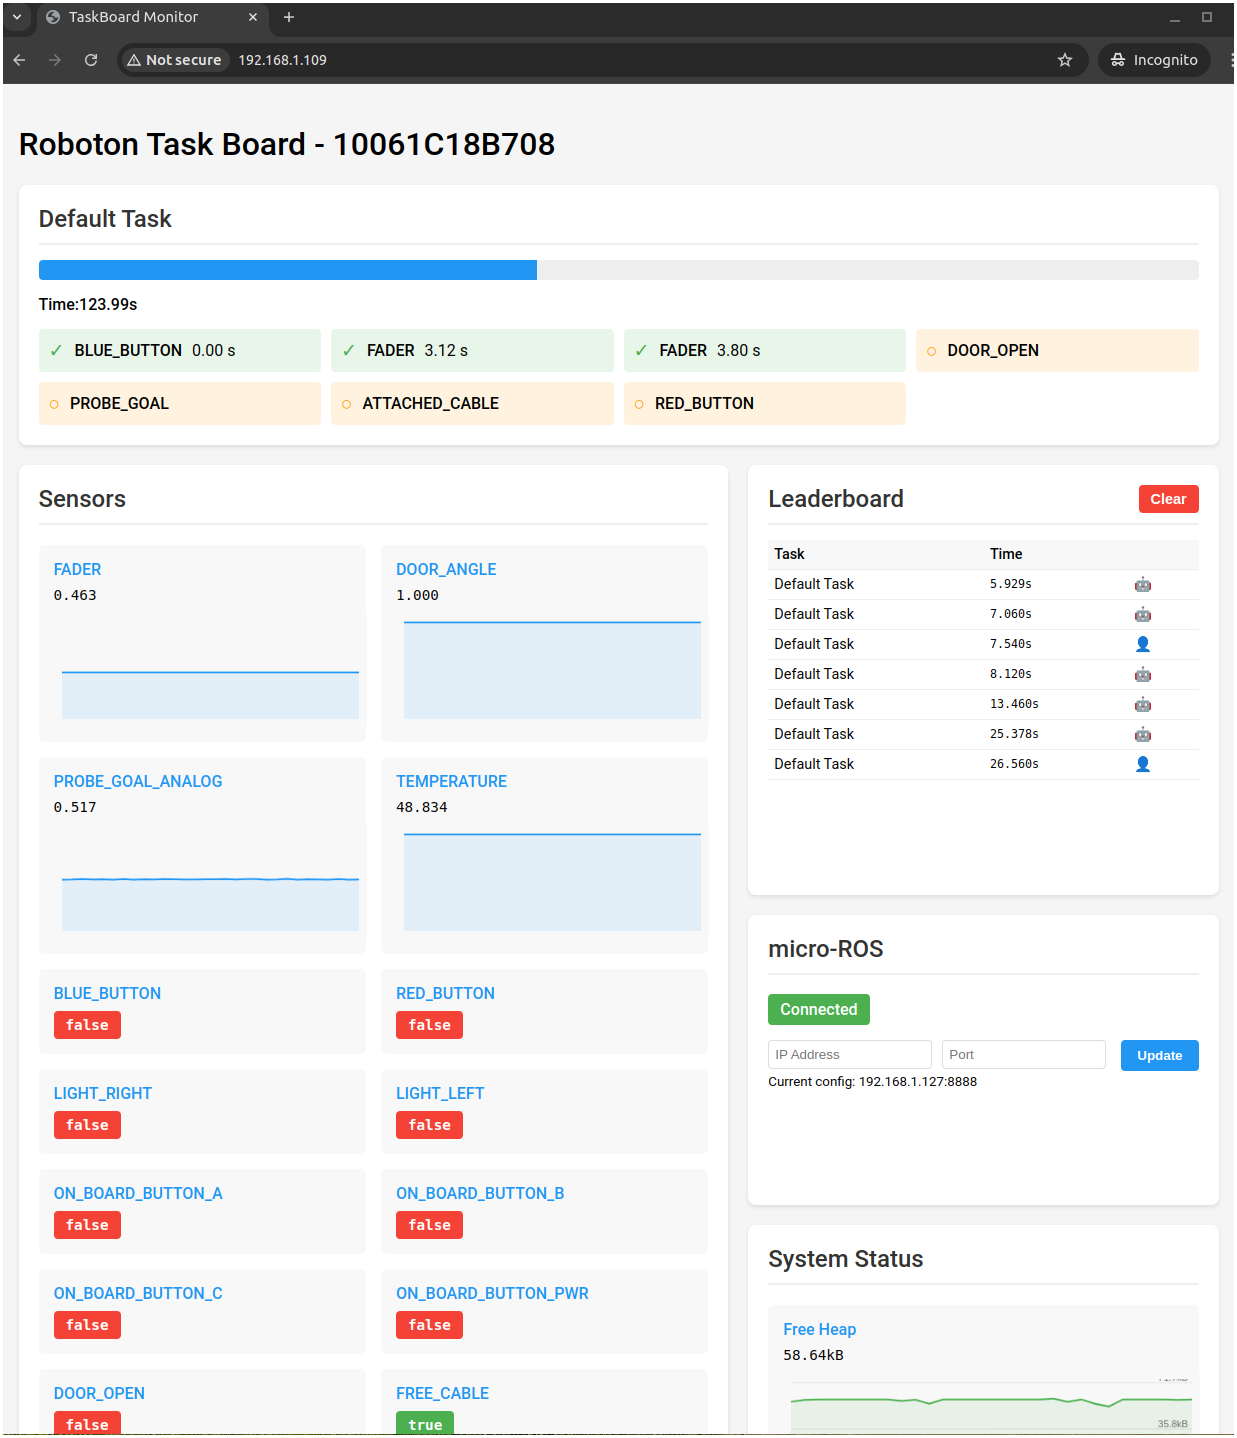 TaskBoard Monitor
Not secure 192.168.1.109 Incognito
Roboton Task Board - 10061C18B708
Default Task
Time:123.99s
✓ BLUE_BUTTON 0.00 s ✓ FADER 3.12 s ✓ FADER 3.80 s ○ DOOR_OPEN
○ PROBE_GOAL ○ ATTACHED_CABLE ○ RED_BUTTON
Sensors
FADER
0.463
DOOR_ANGLE
1.000
PROBE_GOAL_ANALOG
0.517
TEMPERATURE
48.834
BLUE_BUTTON
false
RED_BUTTON
false
LIGHT_RIGHT
false
LIGHT_LEFT
false
ON_BOARD_BUTTON_A
false
ON_BOARD_BUTTON_B
false
ON_BOARD_BUTTON_C
false
ON_BOARD_BUTTON_PWR
false
DOOR_OPEN
false
FREE_CABLE
true
Leaderboard Clear
Task Time
Default Task 5.929s
Default Task 7.060s
Default Task 7.540s
Default Task 8.120s
Default Task 13.460s
Default Task 25.378s
Default Task 26.560s
micro-ROS
Connected
IP Address Port Update
Current config: 192.168.1.127:8888
System Status
Free Heap
58.64kB
35.8kB